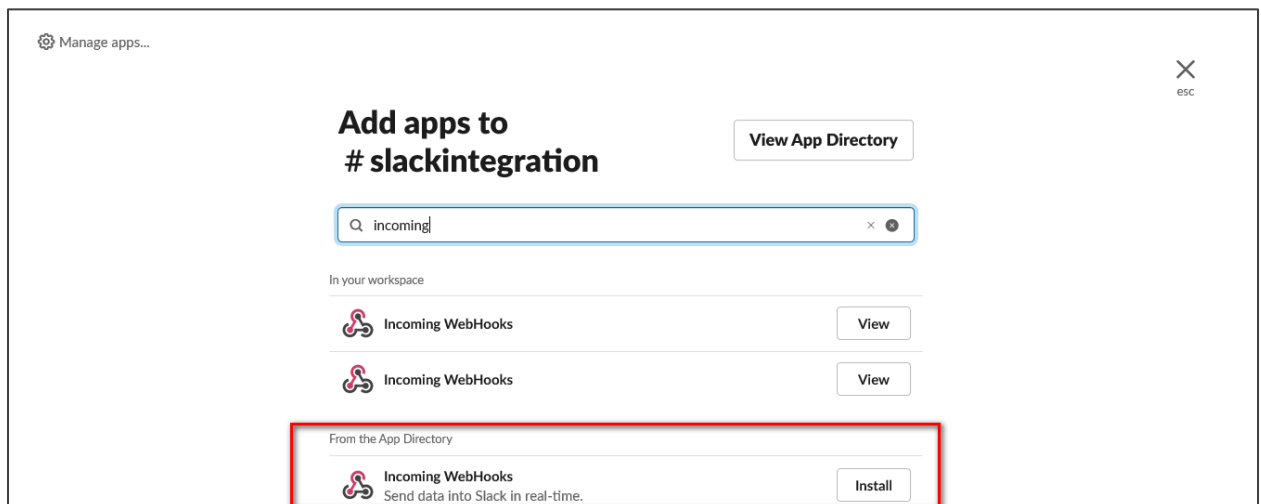 Manage apps...
esc
Add apps to
# slackintegration
View App Directory
incoming
In your workspace
Incoming WebHooks
View
Incoming WebHooks
View
From the App Directory
Incoming WebHooks
Send data into Slack in real-time.
Install